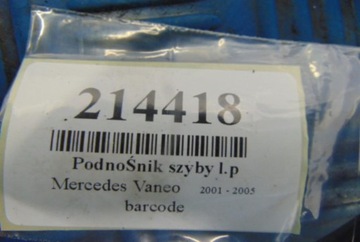 214418
PodnoŚnik szyby l.p
Mercedes Vaneo 2001 - 2005
barcode